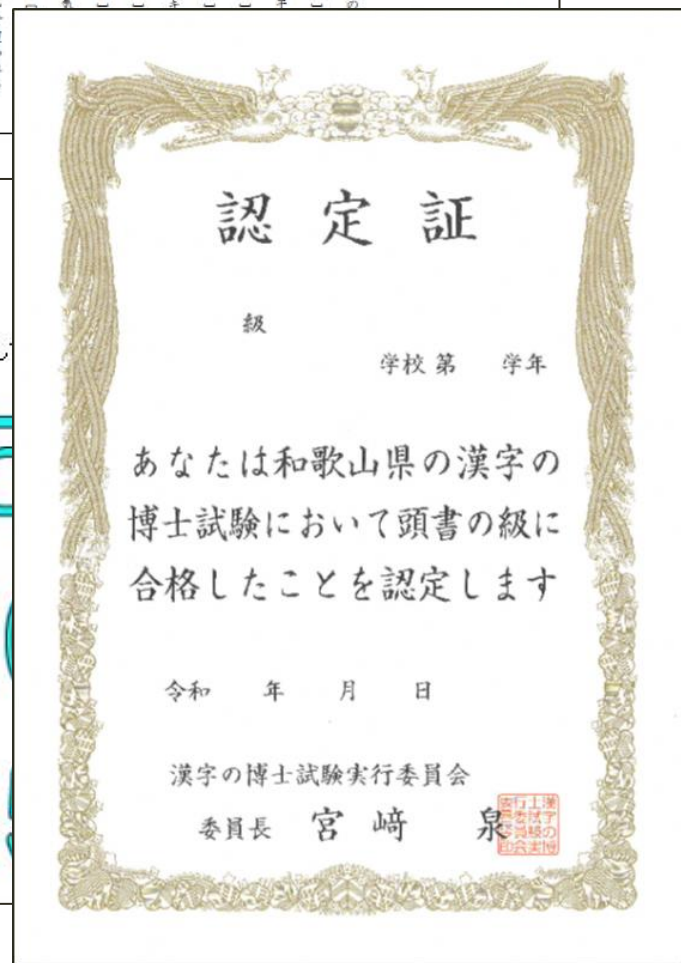 認定証
級
学校 第 学年
あなたは和歌山県の漢字の
博士試験において頭書の級に
合格したことを認定します
令和 年 月 日
漢字の博士試験実行委員会
委員長 宮﨑 泉